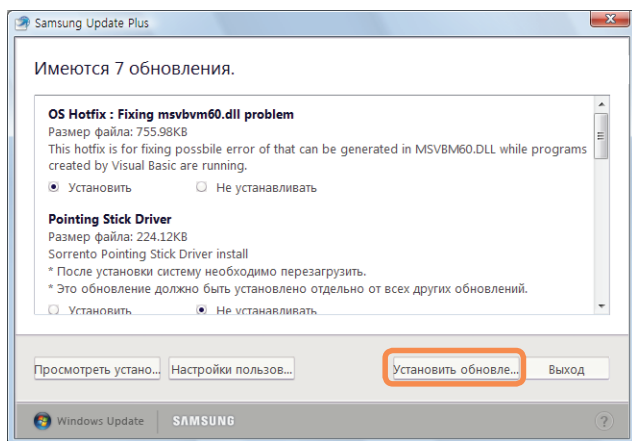 Samsung Update Plus
Имеются 7 обновления.
OS Hotfix : Fixing msvbvm60.dll problem
Размер файла: 755.98KB
This hotfix is for fixing possbile error of that can be generated in MSVBM60.DLL while programs
created by Visual Basic are running.
Установить Не устанавливать
Pointing Stick Driver
Размер файла: 224.12KB
Sorrento Pointing Stick Driver install
* После установки систему необходимо перезагрузить.
* Это обновление должно быть установлено отдельно от всех других обновлений.
Установить Не устанавливать
Просмотреть устано... Настройки пользов... Установить обновле... Выход
Windows Update SAMSUNG ?